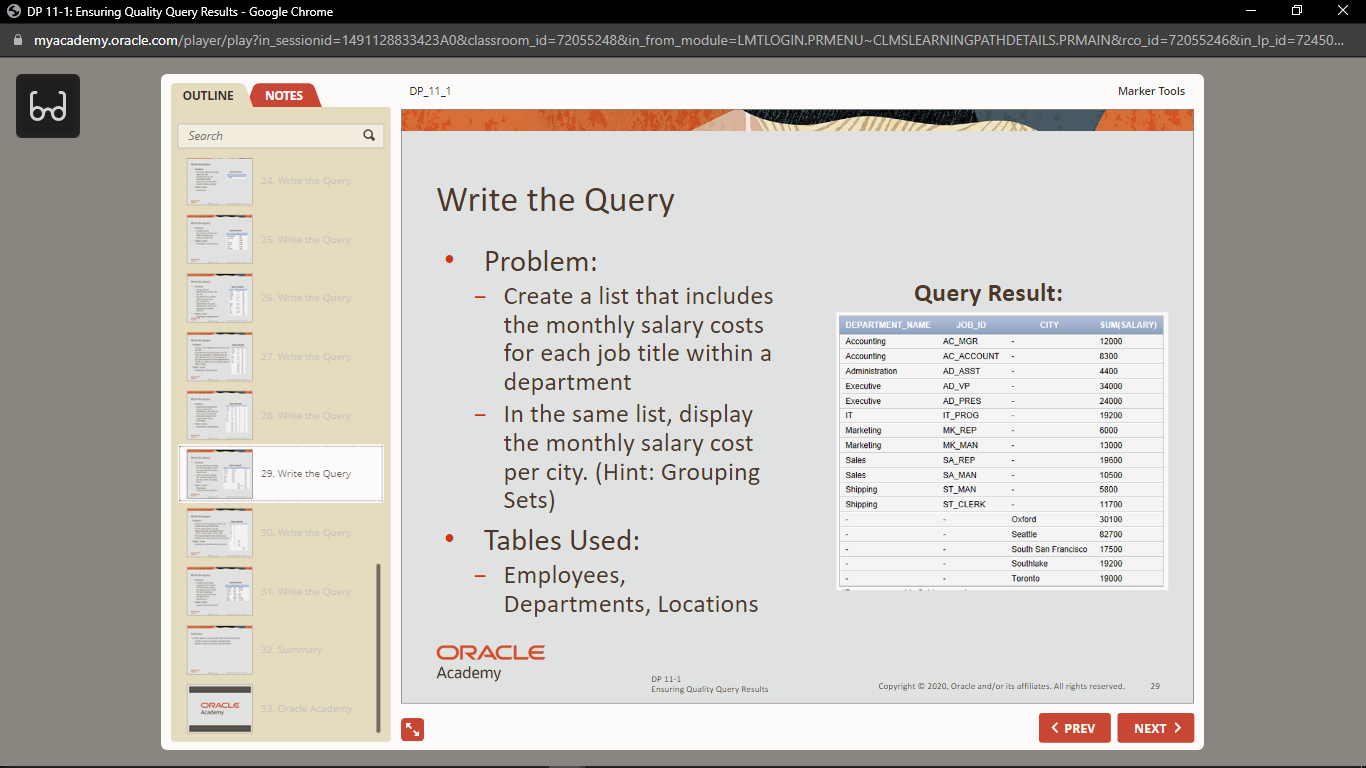 DP 11-1: Ensuring Quality Query Results - Google Chrome
myacademy.oracle.com/player/play?in_sessionid=1491128833423A0&classroom_id=72055248&in_from_module=LMTLOGIN.PRMENU~CLMSLEARNINGPATHDETAILS.PRMAIN&rco_id=72055246&in_lp_id=72450...
OUTLINE
NOTES
Search
24. Write the Query
25. Write the Query
26. Write the Query
27. Write the Query
28. Write the Query
29. Write the Query
30. Write the Query
31. Write the Query
32. Summary
33. Oracle Academy
DP_11_1
Marker Tools
Write the Query
• Problem:
– Create a list that includes
the monthly salary costs
for each job title within a
department
– In the same list, display
the monthly salary cost
per city. (Hint: Grouping
Sets)
• Tables Used:
– Employees,
Departments, Locations
Query Result:
DEPARTMENT_NAME JOB_ID CITY SUM(SALARY)
Accounting AC_MGR - 12000
Accounting AC_ACCOUNT - 8300
Administration AD_ASST - 4400
Executive AD_VP - 34000
Executive AD_PRES - 24000
IT IT_PROG - 19200
Marketing MK_REP - 6000
Marketing MK_MAN - 13000
Sales SA_REP - 19600
Sales SA_MAN - 10500
Shipping ST_MAN - 5800
Shipping ST_CLERK - 11700
- - Oxford 30100
- - Seattle 82700
- - South San Francisco 17500
- - Southlake 19200
- - Toronto 19000
ORACLE
Academy
DP 11-1
Ensuring Quality Query Results
Copyright © 2020, Oracle and/or its affiliates. All rights reserved.
29
PREV
NEXT